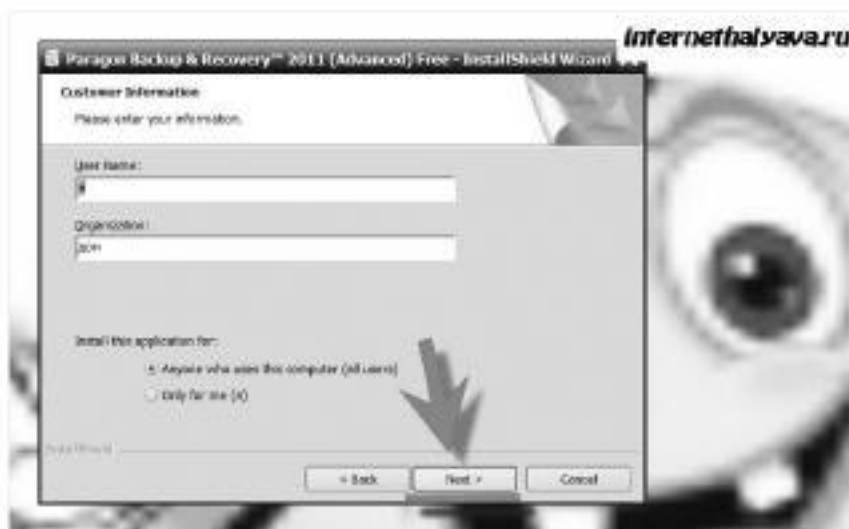 internethalyava.ru
Paragon Backup & Recovery™ 2011 (Advanced) Free - InstallShield Wizard
Customer Information
Please enter your information.
User Name:
Organization:
Install this application for:
Anyone who uses this computer (all users)
Only for me (я)
InstallShield
< Back
Next >
Cancel